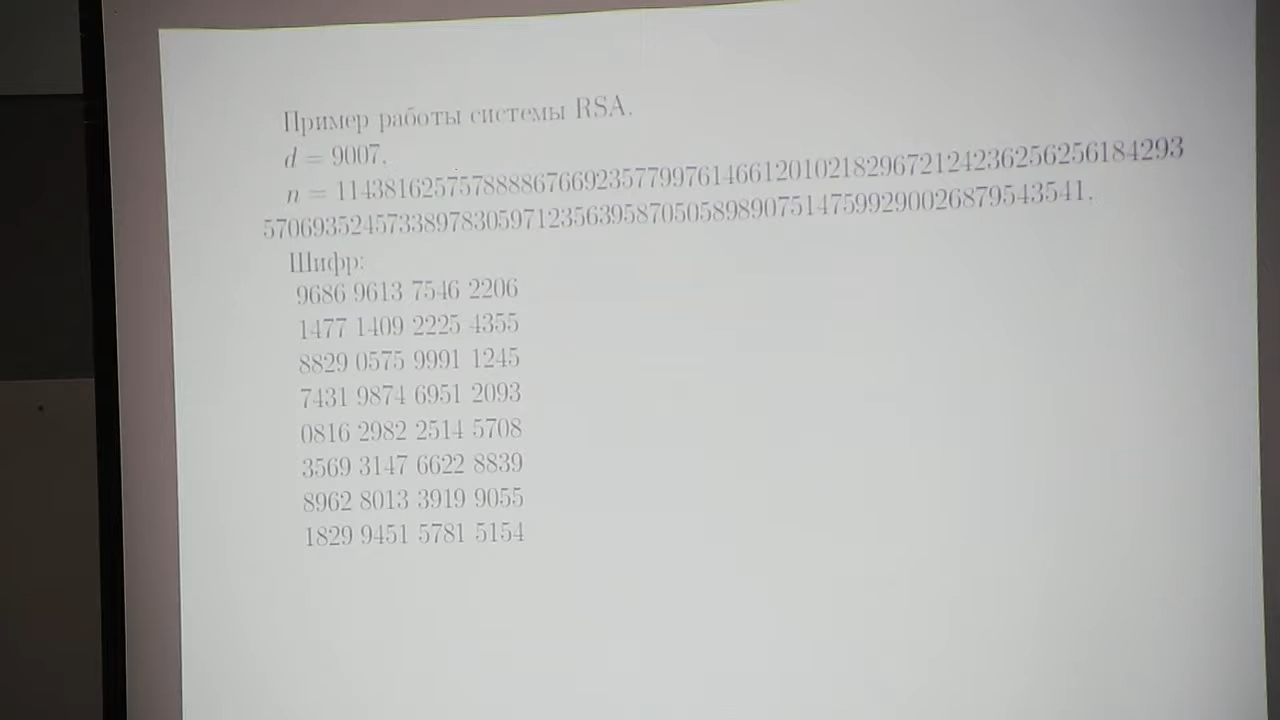 Пример работы системы RSA.
d = 9007,
n = 11438162575788886766923577997614661201021829672124236256256184293
5706935245733897830597123563958705058989075147599290026879543541.
Шифр:
9686 9613 7546 2206
1477 1409 2225 4355
8829 0575 9991 1245
7431 9874 6951 2093
0816 2982 2514 5708
3569 3147 6622 8839
8962 8013 3919 9055
1829 9451 5781 5154